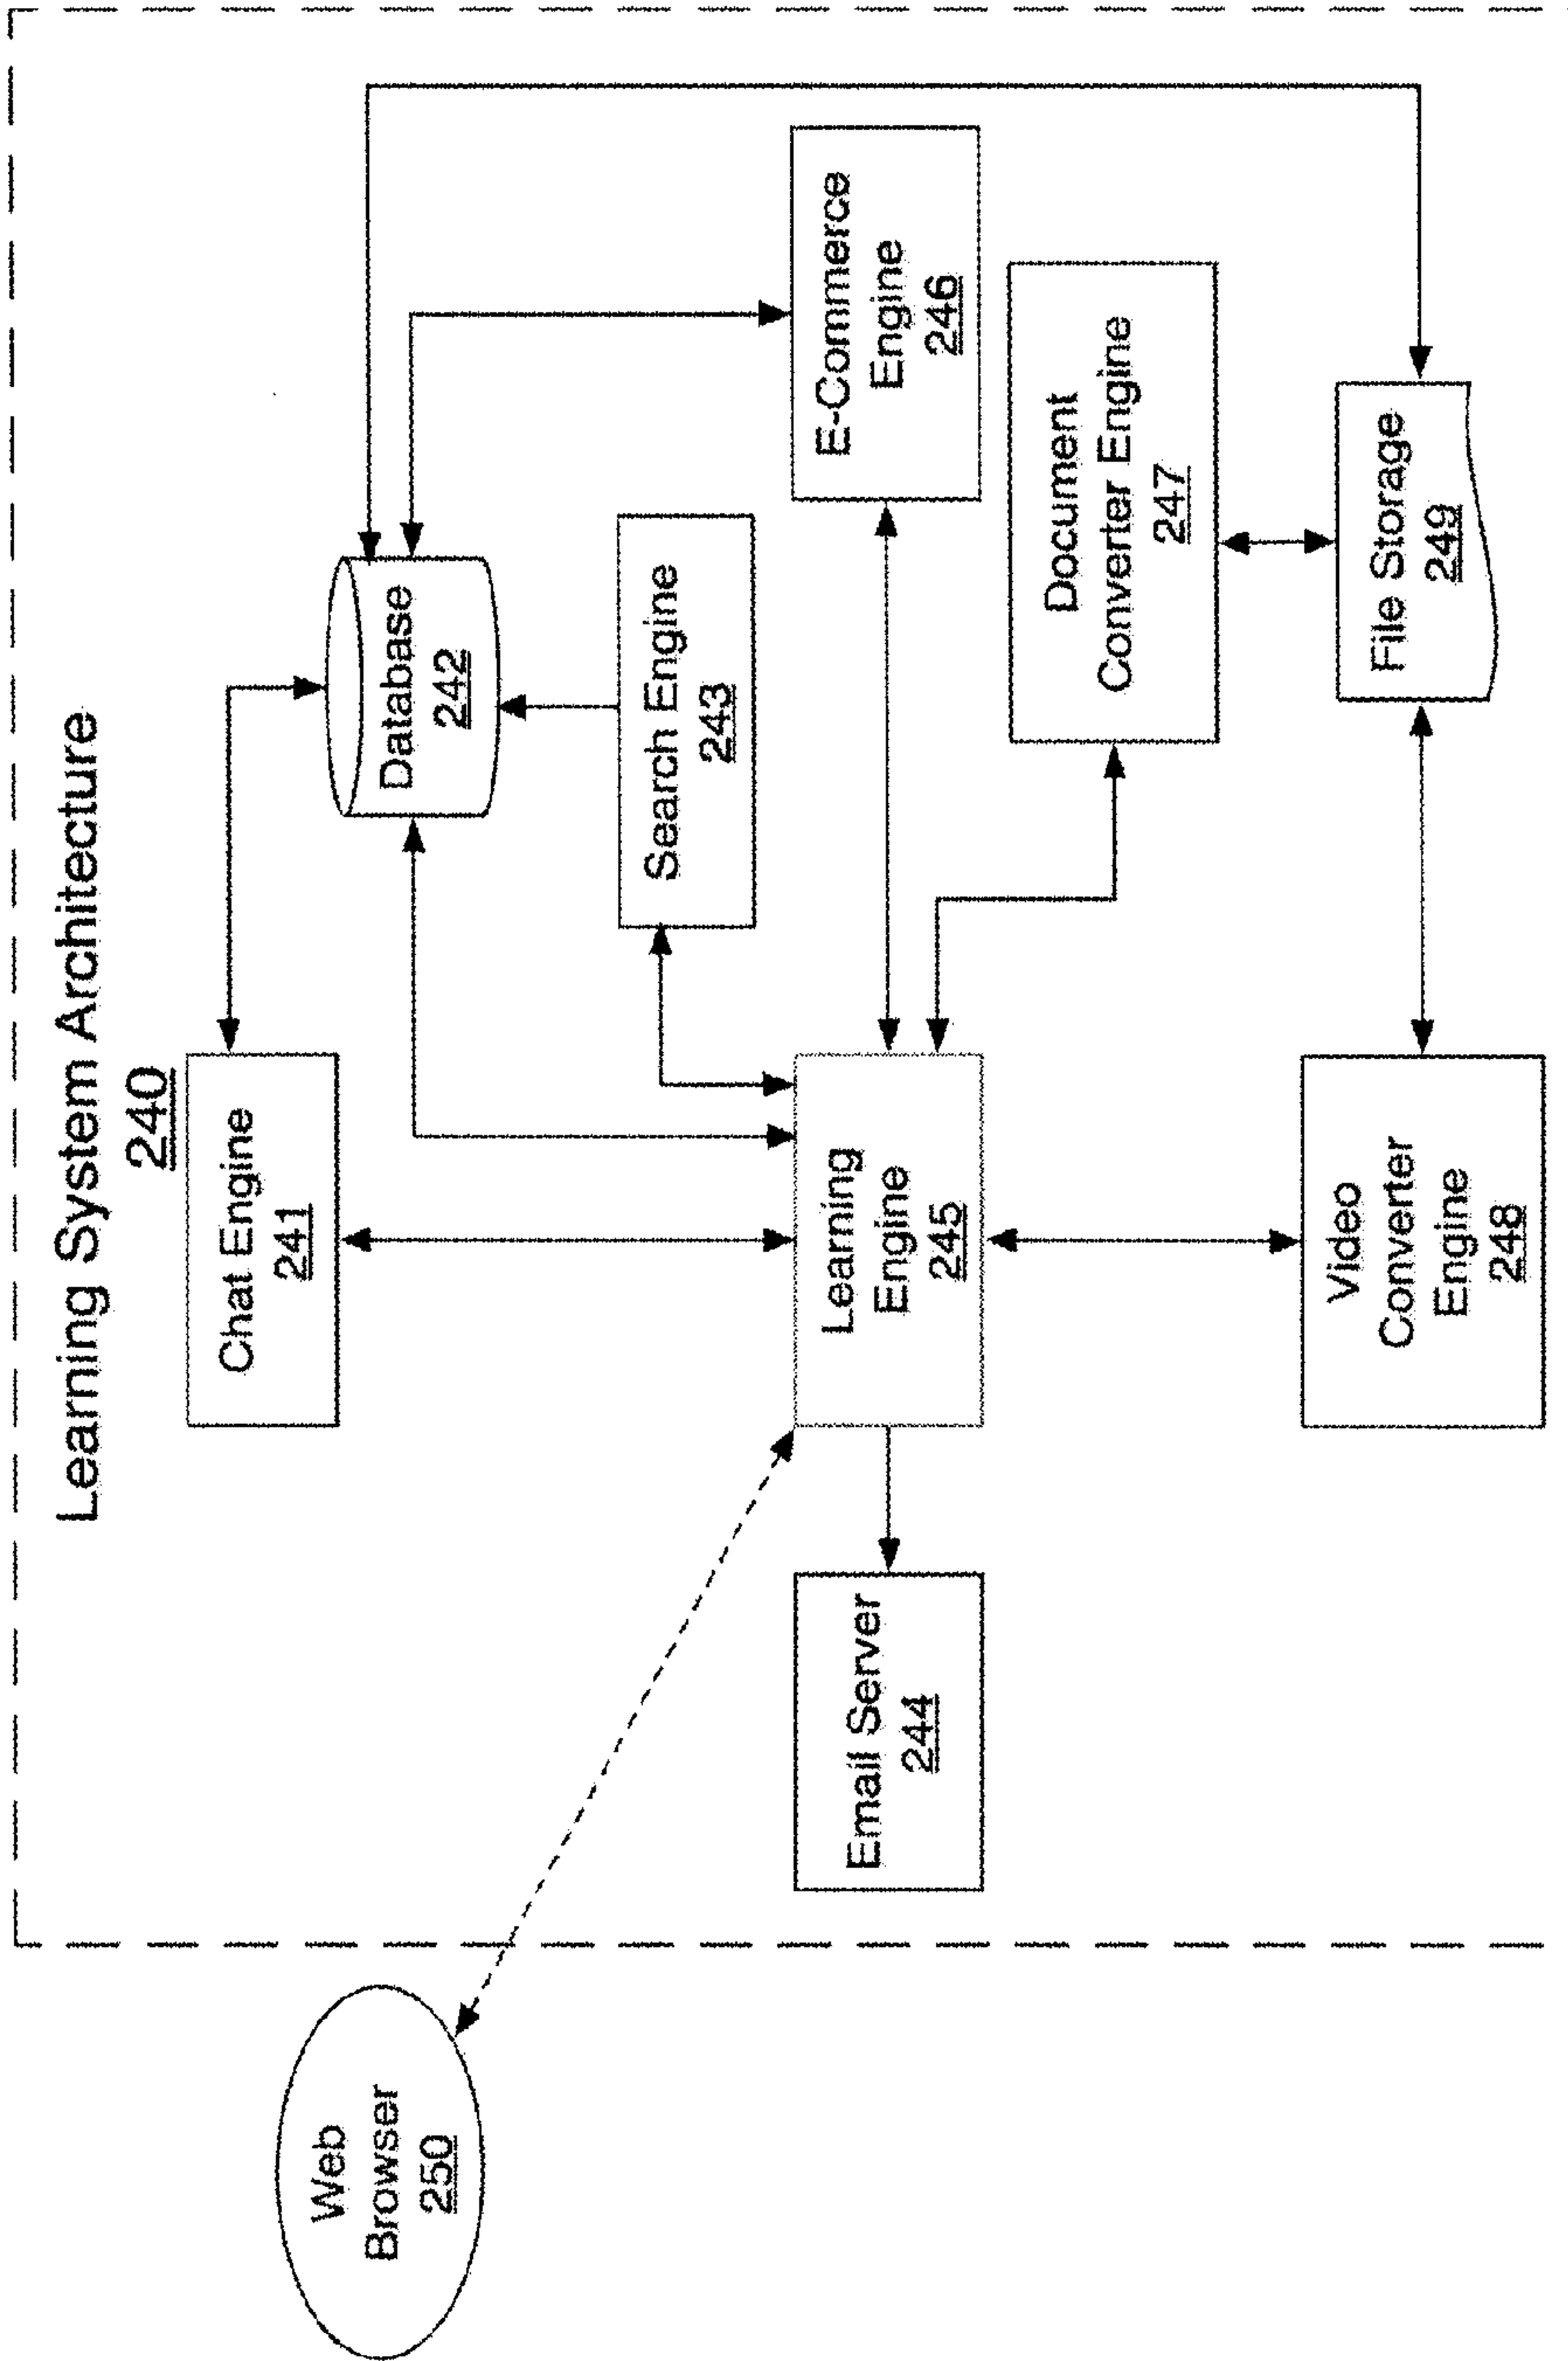 Learning System Architecture
240
Web
Browser
250
Chat Engine
241
Database
242
Search Engine
243
Email Server
244
Learning
Engine
245
E-Commerce
Engine
246
Document
Converter Engine
247
Video
Converter
Engine
248
File Storage
249